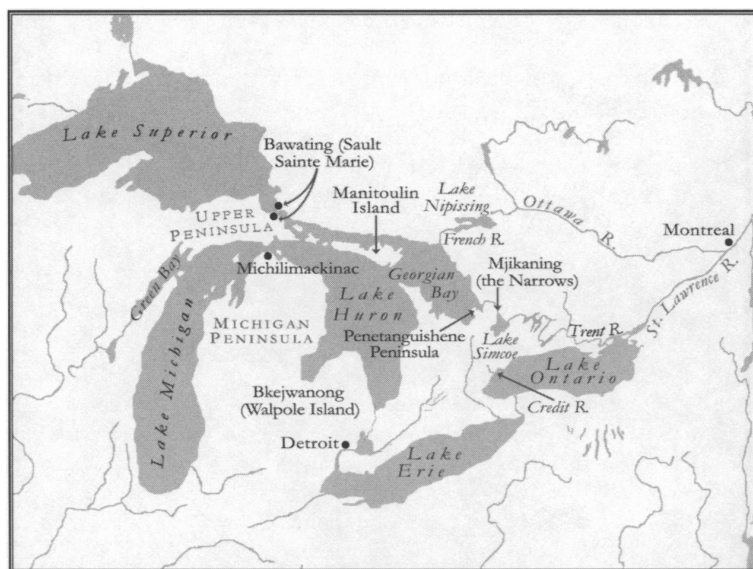 Lake Superior
Bawating (Sault
Sainte Marie)
Manitoulin
Island
Lake
Nipissing
Ottawa R.
UPPER
PENINSULA
French R.
Montreal
Michilimackinac
Green Bay
Georgian
Bay
Mjikaning
(the Narrows)
St. Lawrence R.
Lake
Huron
MICHIGAN
PENINSULA
Penetanguishene
Peninsula
Lake
Simcoe
Trent R.
Lake Michigan
Lake
Ontario
Bkejwanong
(Walpole Island)
Credit R.
Detroit
Lake
Erie